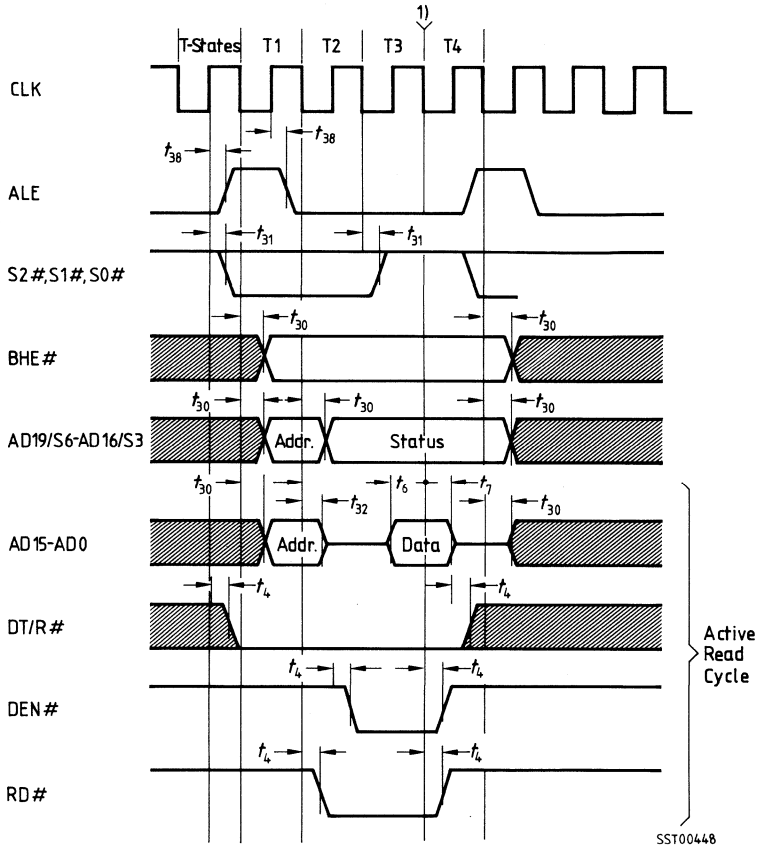 1)
T-States T1 T2 T3 T4
CLK
t38
t38
ALE
t31 t31
S2#,S1#,S0#
t30 t30
BHE#
t30 t30 t30
AD19/S6-AD16/S3 Addr. Status
t30 t32 t6 t7 t30
AD15-AD0 Addr. Data
t4 t4
DT/R#
Active
Read
Cycle
t4 t4
DEN#
t4 t4
RD#
SST00448